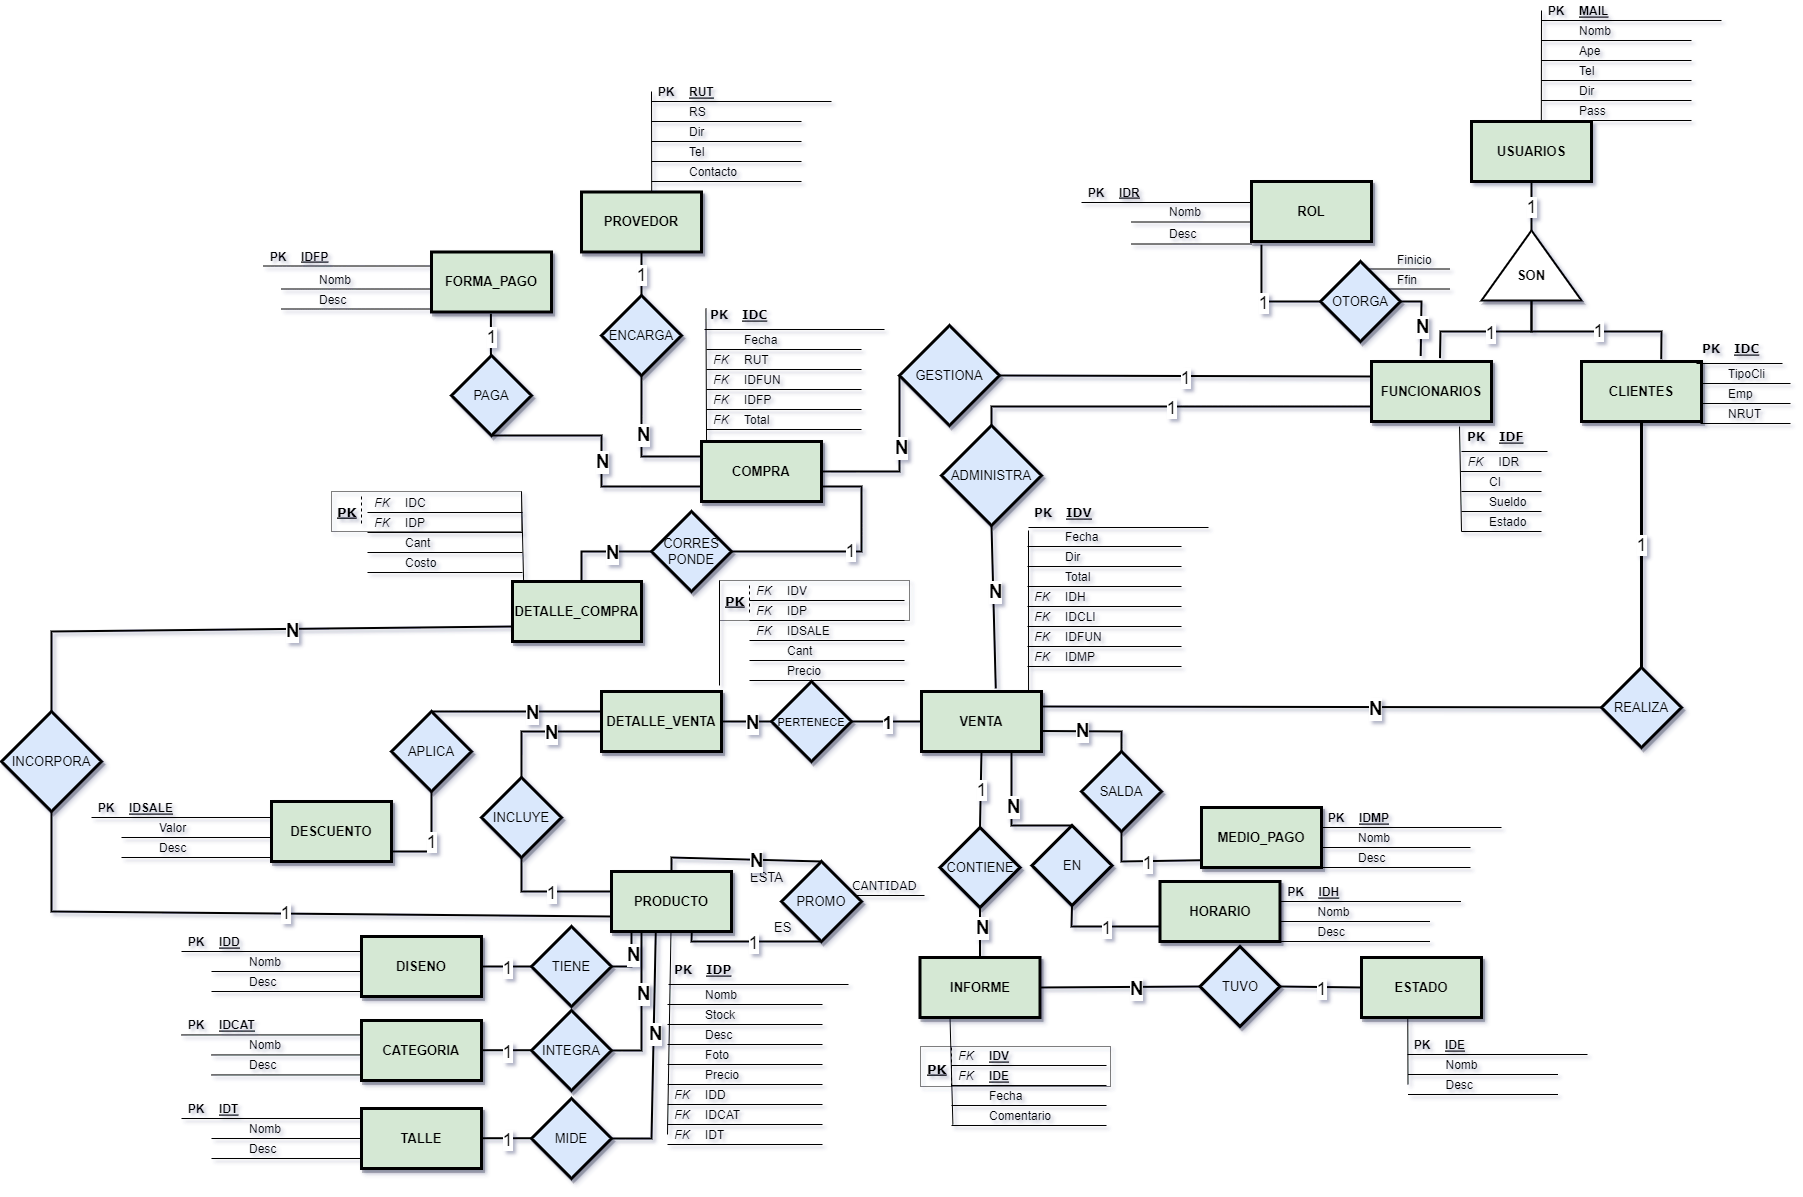 PK MAIL
Nomb
Ape
Tel
Dir
Pass
USUARIOS
1
SON
1
1
PK RUT
RS
Dir
Tel
Contacto
PROVEDOR
1
ENCARGA
N
PK IDR
Nomb
Desc
ROL
1
OTORGA
Finicio
Ffin
N
PK IDFP
Nomb
Desc
FORMA_PAGO
1
PAGA
N
PK IDC
Fecha
FK RUT
FK IDFUN
FK IDFP
FK Total
COMPRA
N
GESTIONA
1
1
ADMINISTRA
N
FUNCIONARIOS
PK IDF
FK IDR
CI
Sueldo
Estado
CLIENTES
PK IDC
TipoCli
Emp
NRUT
1
REALIZA
N
PK
FK IDC
FK IDP
Cant
Costo
DETALLE_COMPRA
N
CORRES
PONDE
1
N
INCORPORA
1
PK
FK IDV
FK IDP
FK IDSALE
Cant
Precio
DETALLE_VENTA
N
PERTENECE
1
PK IDV
Fecha
Dir
Total
FK IDH
FK IDCLI
FK IDFUN
FK IDMP
VENTA
N
APLICA
1
PK IDSALE
Valor
Desc
DESCUENTO
N
INCLUYE
1
PRODUCTO
N
ESTA
PROMO
CANTIDAD
ES
1
PK IDP
Nomb
Stock
Desc
Foto
Precio
FK IDD
FK IDCAT
FK IDT
PK IDD
Nomb
Desc
DISENO
1
TIENE
N
PK IDCAT
Nomb
Desc
CATEGORIA
1
INTEGRA
N
PK IDT
Nomb
Desc
TALLE
1
MIDE
N
N
SALDA
1
MEDIO_PAGO
PK IDMP
Nomb
Desc
N
EN
1
HORARIO
PK IDH
Nomb
Desc
1
CONTIENE
N
INFORME
PK
FK IDV
FK IDE
Fecha
Comentario
N
TUVO
1
ESTADO
PK IDE
Nomb
Desc